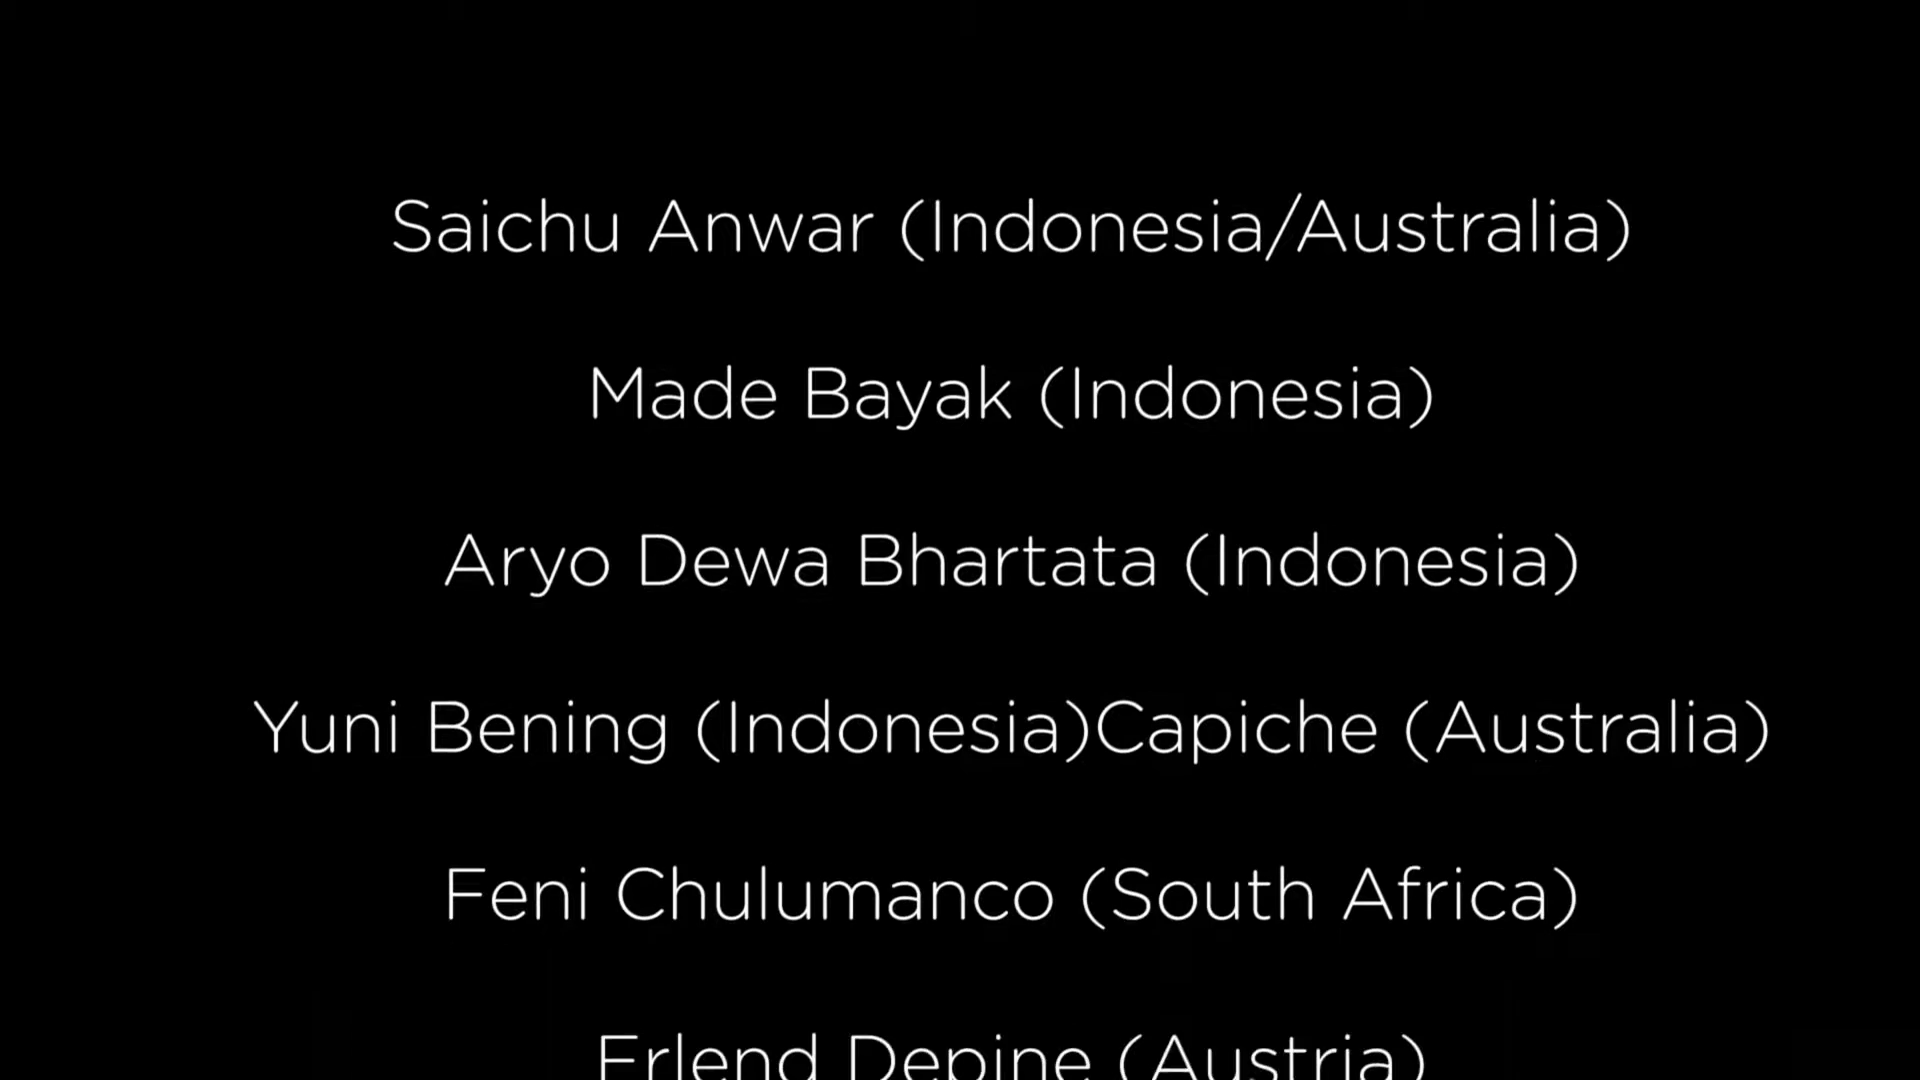 Saichu Anwar (Indonesia/Australia)
Made Bayak (Indonesia)
Aryo Dewa Bhartata (Indonesia)
Yuni Bening (Indonesia)Capiche (Australia)
Feni Chulumanco (South Africa)
Erlend Depine (Austria)